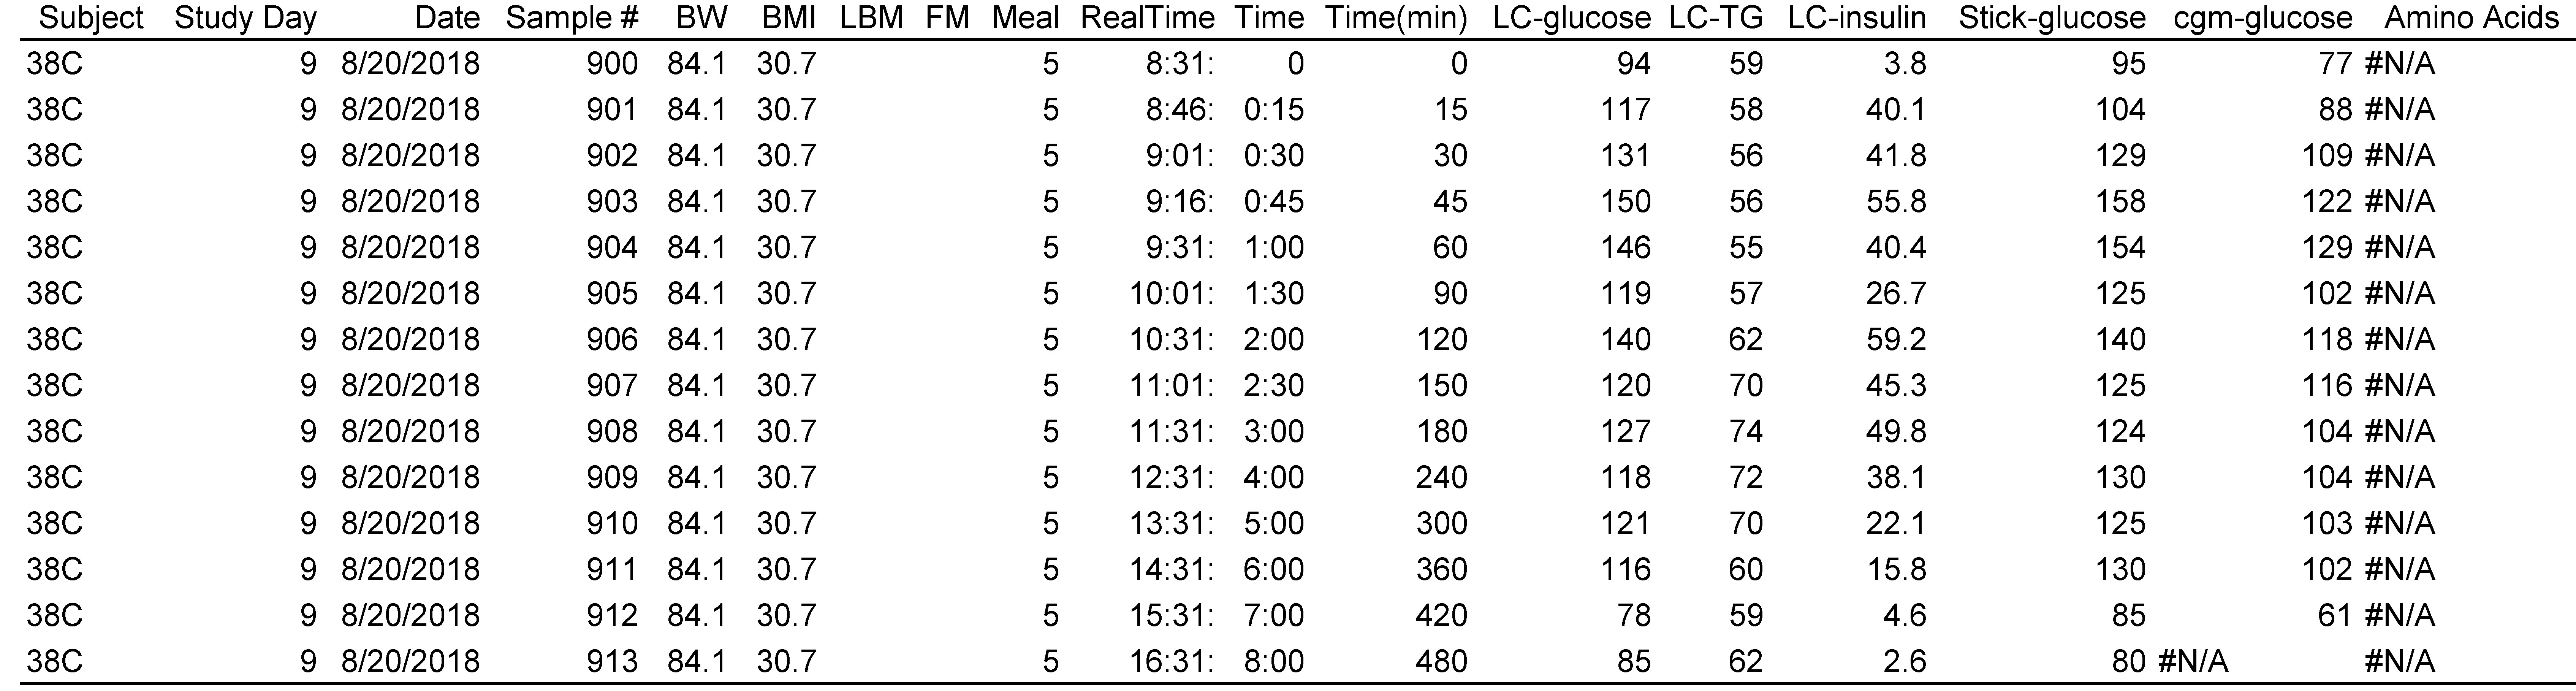 Subject Study Day Date Sample # BW BMI LBM FM Meal RealTime Time Time(min) LC-glucose LC-TG LC-insulin Stick-glucose cgm-glucose Amino Acids
38C 9 8/20/2018 900 84.1 30.7 5 8:31: 0 0 94 59 3.8 95 77 #N/A
38C 9 8/20/2018 901 84.1 30.7 5 8:46: 0:15 15 117 58 40.1 104 88 #N/A
38C 9 8/20/2018 902 84.1 30.7 5 9:01: 0:30 30 131 56 41.8 129 109 #N/A
38C 9 8/20/2018 903 84.1 30.7 5 9:16: 0:45 45 150 56 55.8 158 122 #N/A
38C 9 8/20/2018 904 84.1 30.7 5 9:31: 1:00 60 146 55 40.4 154 129 #N/A
38C 9 8/20/2018 905 84.1 30.7 5 10:01: 1:30 90 119 57 26.7 125 102 #N/A
38C 9 8/20/2018 906 84.1 30.7 5 10:31: 2:00 120 140 62 59.2 140 118 #N/A
38C 9 8/20/2018 907 84.1 30.7 5 11:01: 2:30 150 120 70 45.3 125 116 #N/A
38C 9 8/20/2018 908 84.1 30.7 5 11:31: 3:00 180 127 74 49.8 124 104 #N/A
38C 9 8/20/2018 909 84.1 30.7 5 12:31: 4:00 240 118 72 38.1 130 104 #N/A
38C 9 8/20/2018 910 84.1 30.7 5 13:31: 5:00 300 121 70 22.1 125 103 #N/A
38C 9 8/20/2018 911 84.1 30.7 5 14:31: 6:00 360 116 60 15.8 130 102 #N/A
38C 9 8/20/2018 912 84.1 30.7 5 15:31: 7:00 420 78 59 4.6 85 61 #N/A
38C 9 8/20/2018 913 84.1 30.7 5 16:31: 8:00 480 85 62 2.6 80 #N/A #N/A